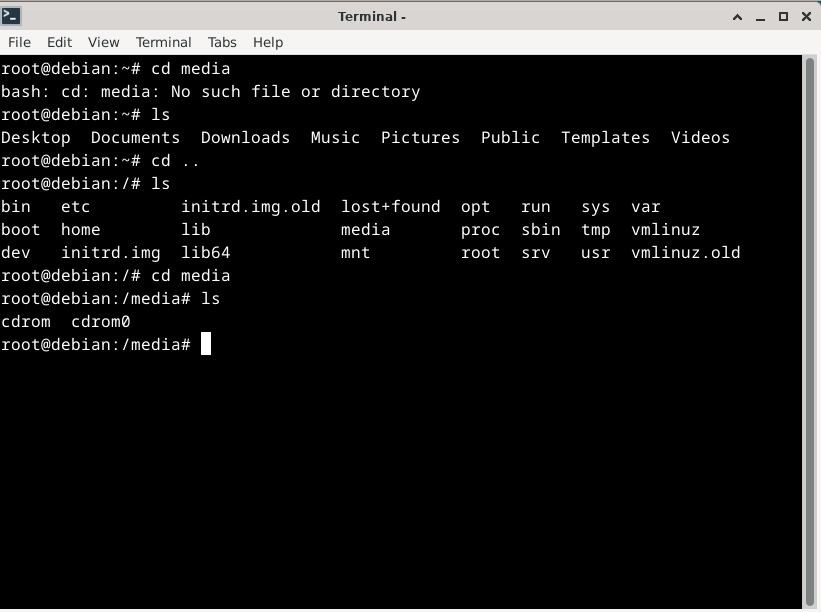 Terminal -
File Edit View Terminal Tabs Help
root@debian:~# cd media
bash: cd: media: No such file or directory
root@debian:~# ls
Desktop  Documents  Downloads  Music  Pictures  Public  Templates  Videos
root@debian:~# cd ..
root@debian:/# ls
bin   etc         initrd.img.old  lost+found  opt   run   sys  var
boot  home        lib             media       proc  sbin  tmp  vmlinuz
dev   initrd.img  lib64           mnt         root  srv   usr  vmlinuz.old
root@debian:/# cd media
root@debian:/media# ls
cdrom  cdrom0
root@debian:/media#